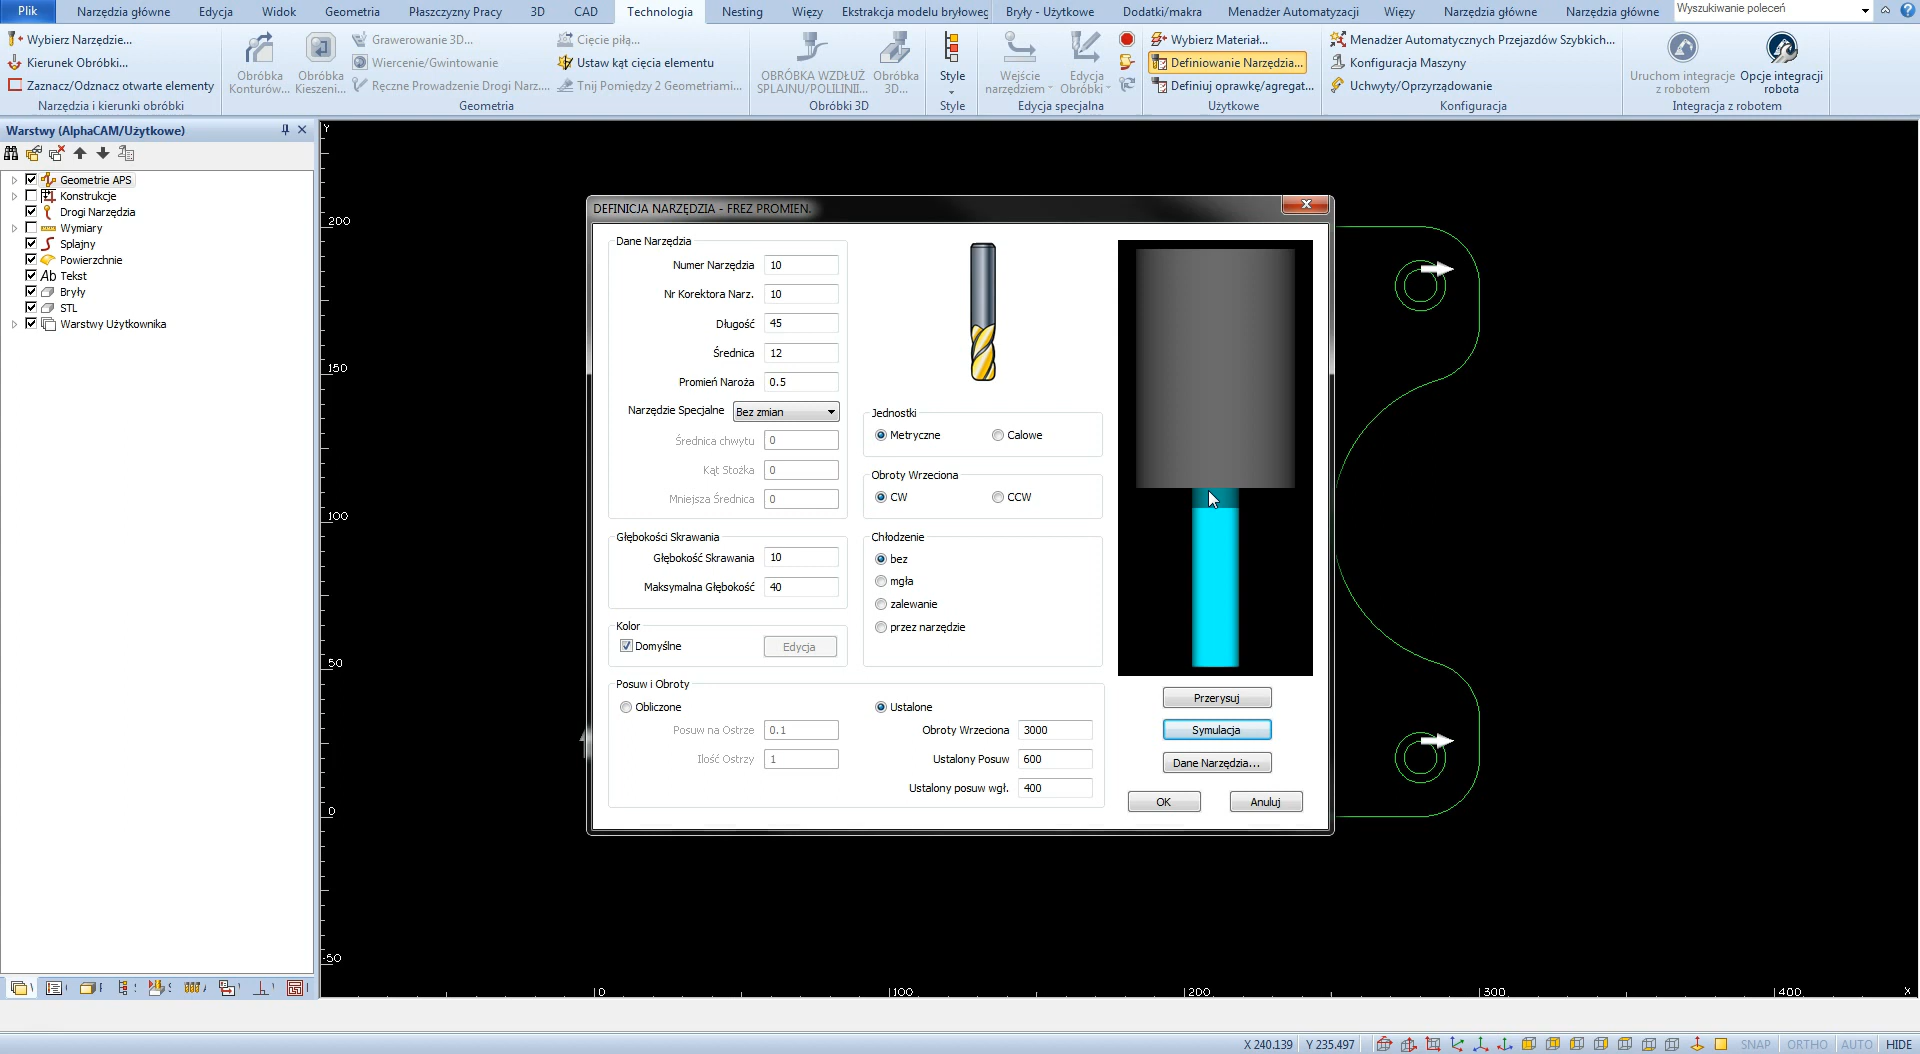 Plik Narzędzia główne Edycja Widok Geometria Płaszczyzny Pracy 3D CAD Technologia Nesting Więzy Ekstrakcja modelu bryłoweg Bryły - Użytkowe Dodatki/makra Menadżer Automatyzacji Więzy Narzędzia główne Narzędzia główne Wyszukiwanie poleceń
Wybierz Narzędzie...
Kierunek Obróbki...
Zaznacz/Odznacz otwarte elementy
Narzędzia i kierunki obróbki
Obróbka Konturów...
Obróbka Kieszeni...
Grawerowanie 3D...
Wiercenie/Gwintowanie
Ręczne Prowadzenie Drogi Narz...
Cięcie piłą...
Ustaw kąt cięcia elementu
Tnij Pomiędzy 2 Geometriami...
Geometria
OBRÓBKA WZDŁUŻ
SPLAJNU/POLILINII...
Obróbka
3D...
Obróbki 3D
Style
Style
Wejście
narzędziem
Edycja
Obróbki
Edycja specjalna
Wybierz Materiał...
Definiowanie Narzędzia...
Definiuj oprawkę/agregat...
Użytkowe
Menadżer Automatycznych Przejazdów Szybkich...
Konfiguracja Maszyny
Uchwyty/Oprzyrządowanie
Konfiguracja
Uruchom integracje
z robotem
Opcje integracji
robota
Integracja z robotem
Warstwy (AlphaCAM/Użytkowe)
Geometrie APS
Konstrukcje
Drogi Narzędzia
Wymiary
Splajny
Powierzchnie
Ab Tekst
Bryły
STL
Warstwy Użytkownika
Y
200
150
100
50
0
-50
0 100 200 300 400 X
DEFINICJA NARZĘDZIA - FREZ PROMIEN.
Dane Narzędzia
Numer Narzędzia 10
Nr Korektora Narz. 10
Długość 45
Średnica 12
Promień Naroża 0.5
Narzędzie Specjalne Bez zmian
Średnica chwytu 0
Kąt Stożka 0
Mniejsza Średnica 0
Głębokości Skrawania
Głębokość Skrawania 10
Maksymalna Głębokość 40
Kolor
Domyślne Edycja
Jednostki
Metryczne Calowe
Obroty Wrzeciona
CW CCW
Chłodzenie
bez
mgła
zalewanie
przez narzędzie
Posuw i Obroty
Obliczone Ustalone
Posuw na Ostrze 0.1
Ilość Ostrzy 1
Obroty Wrzeciona 3000
Ustalony Posuw 600
Ustalony posuw wgł. 400
Przerysuj
Symulacja
Dane Narzędzia...
OK Anuluj
X 240.139 Y 235.497 SNAP ORTHO AUTO HIDE